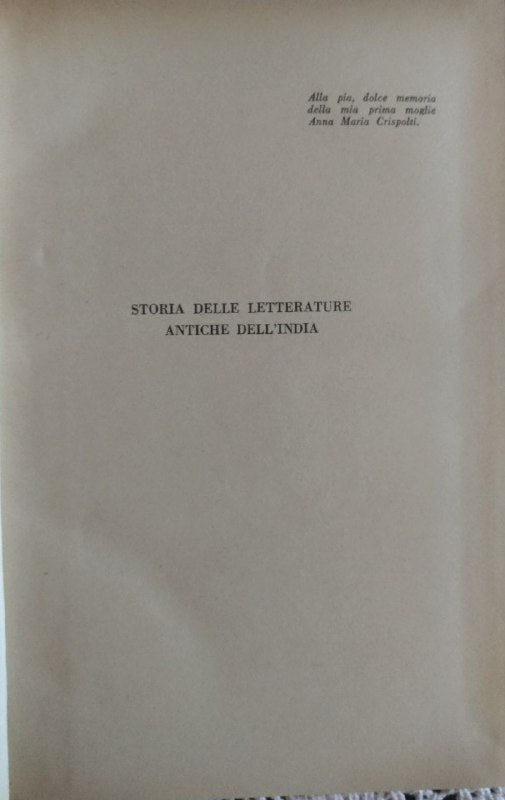 Alla pia, dolce memoria
della mia prima moglie
Anna Maria Crispolti.
STORIA DELLE LETTERATURE
ANTICHE DELL'INDIA